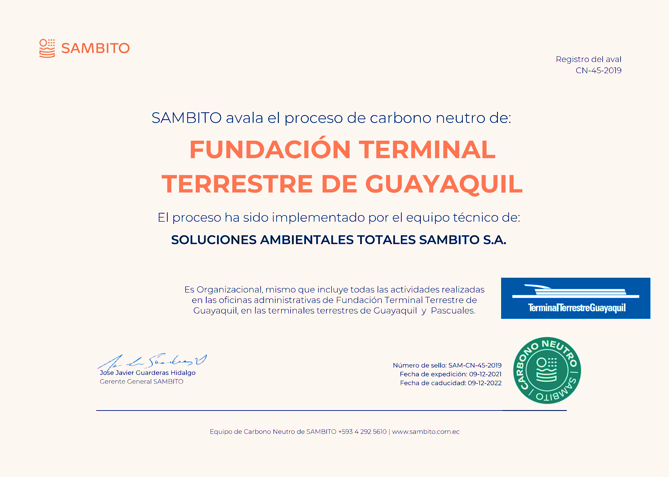 SAMBITO
Registro del aval
CN-45-2019
SAMBITO avala el proceso de carbono neutro de:
FUNDACIÓN TERMINAL
TERRESTRE DE GUAYAQUIL
El proceso ha sido implementado por el equipo técnico de:
SOLUCIONES AMBIENTALES TOTALES SAMBITO S.A.
Es Organizacional, mismo que incluye todas las actividades realizadas
en las oficinas administrativas de Fundación Terminal Terrestre de
Guayaquil, en las terminales terrestres de Guayaquil y Pascuales.
TerminalTerrestreGuayaquil
José Javier Guarderas Hidalgo
Gerente General SAMBITO
Número de sello: SAM-CN-45-2019
Fecha de expedición: 09-12-2021
Fecha de caducidad: 09-12-2022
CARBONO NEUTRO | SAMBITO |
Equipo de Carbono Neutro de SAMBITO +593 4 292 5610 | www.sambito.com.ec